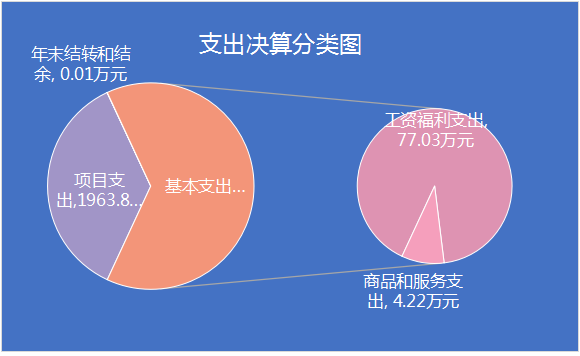 支出决算分类图
年末结转和结
余, 0.01万元
项目支
出,1963.8...
基本支出...
工资福利支出,
77.03万元
商品和服务支
出, 4.22万元